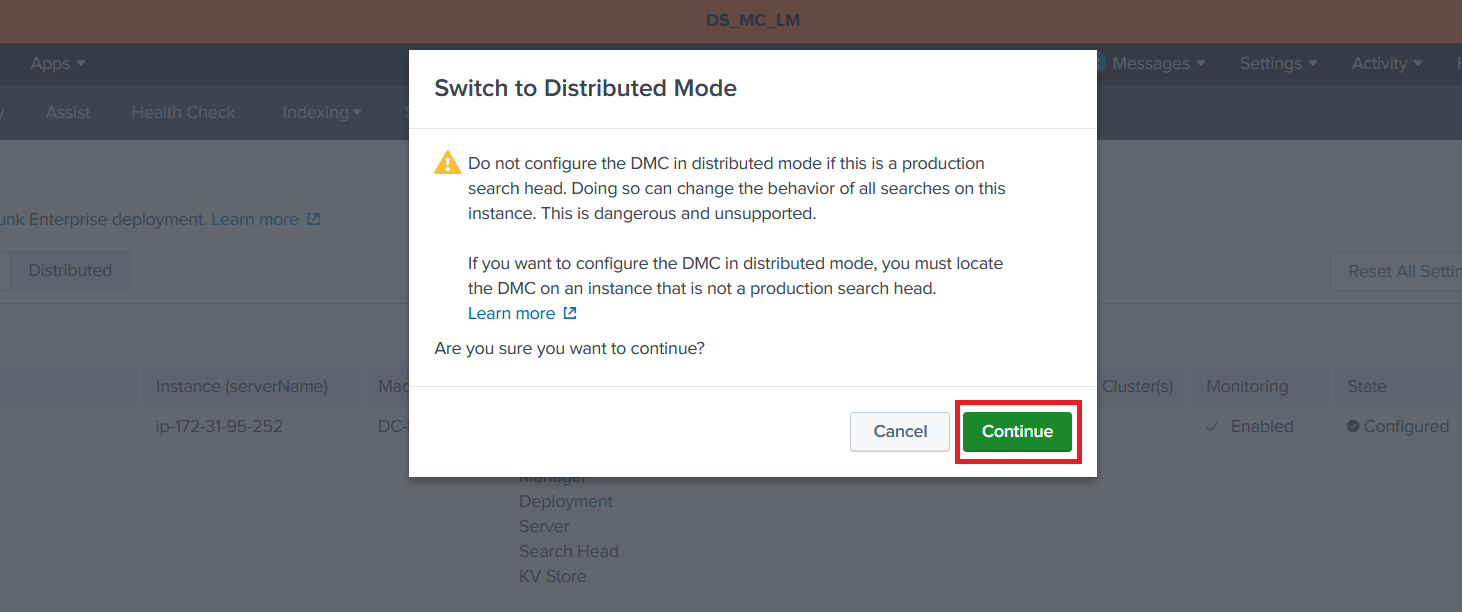 DS_MC_LM
Apps
Messages
Settings
Activity
Assist
Health Check
Indexing
Switch to Distributed Mode
Do not configure the DMC in distributed mode if this is a production
search head. Doing so can change the behavior of all searches on this
instance. This is dangerous and unsupported.
If you want to configure the DMC in distributed mode, you must locate
the DMC on an instance that is not a production search head.
Learn more
Are you sure you want to continue?
Cancel
Continue
unk Enterprise deployment. Learn more
Distributed
Reset All Settin
Instance (serverName)
Mac
Cluster(s)
Monitoring
State
ip-172-31-95-252
DC-
Enabled
Configured
Manager
Deployment
Server
Search Head
KV Store